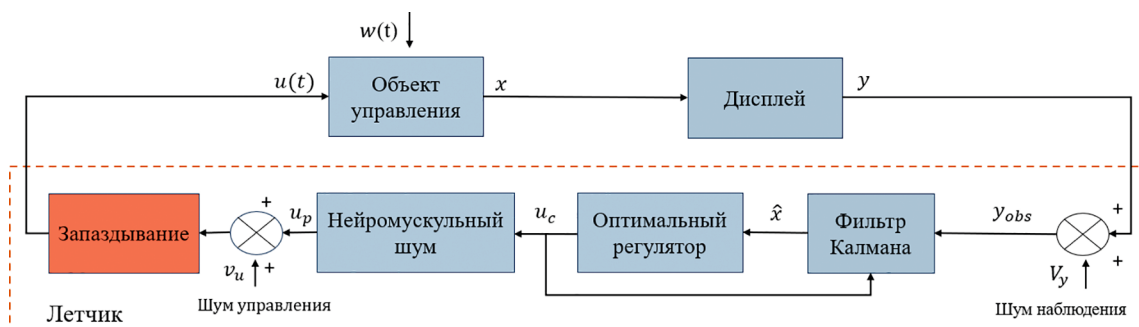 w(t)
u(t)
Объект
управления
x
Дисплей
y
Запаздывание
+
+
v_u
Шум управления
u_p
Нейромускульный
шум
u_c
Оптимальный
регулятор
x̂
Фильтр
Калмана
y_obs
+
+
V_y
Шум наблюдения
Летчик